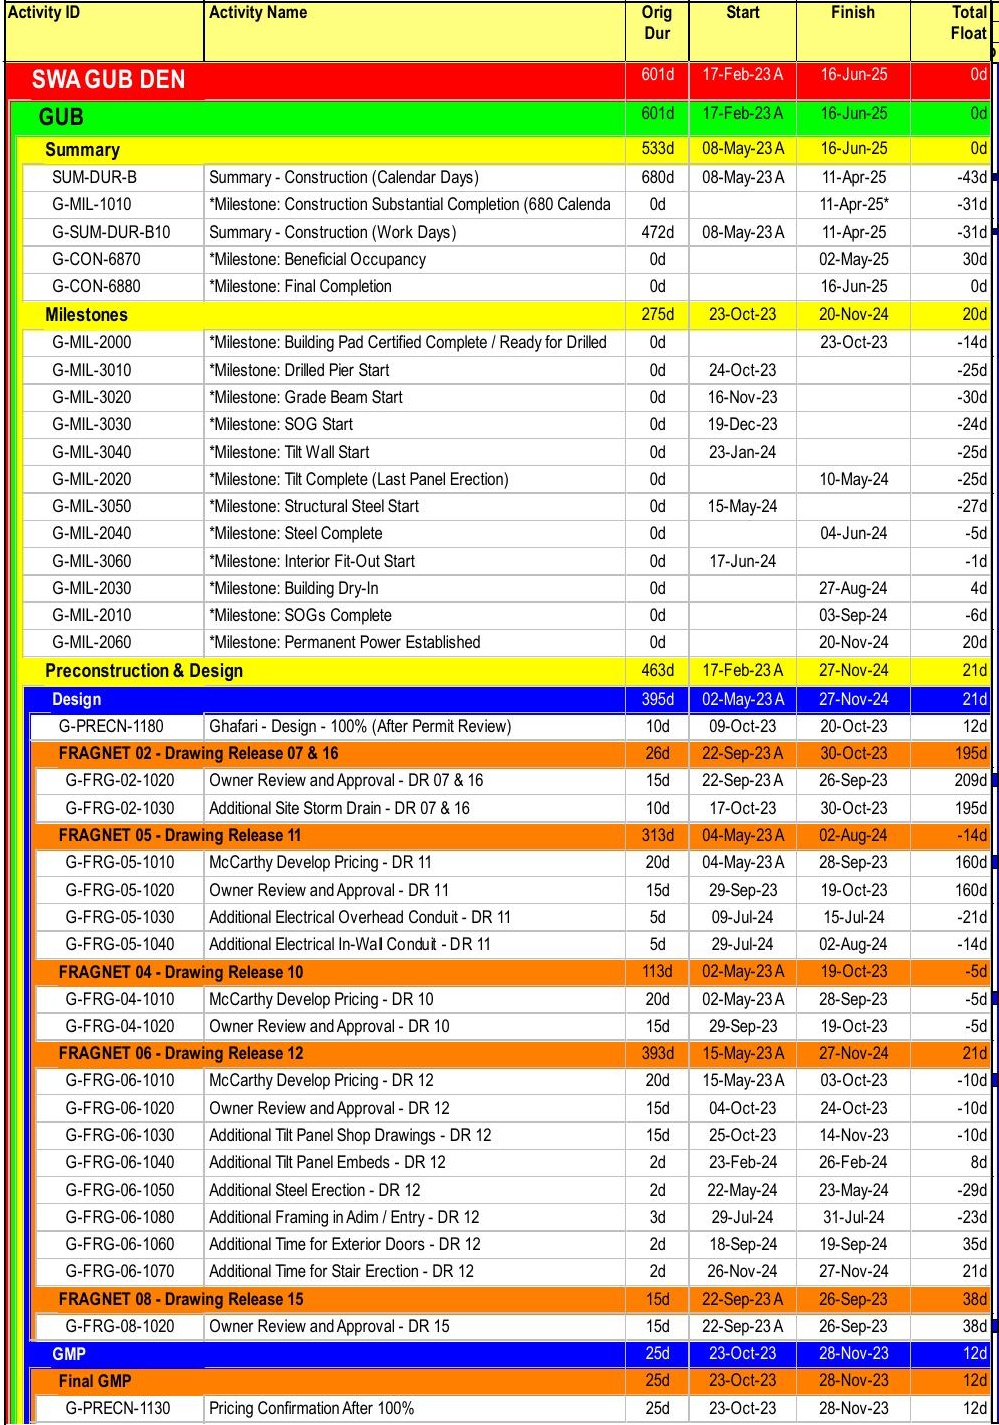 Activity ID Activity Name Orig Dur Start Finish Total Float
SWA GUB DEN 601d 17-Feb-23 A 16-Jun-25 0d
GUB 601d 17-Feb-23 A 16-Jun-25 0d
Summary 533d 08-May-23 A 16-Jun-25 0d
SUM-DUR-B Summary - Construction (Calendar Days) 680d 08-May-23 A 11-Apr-25 -43d
G-MIL-1010 *Milestone: Construction Substantial Completion (680 Calenda 0d 11-Apr-25* -31d
G-SUM-DUR-B10 Summary - Construction (Work Days) 472d 08-May-23 A 11-Apr-25 -31d
G-CON-6870 *Milestone: Beneficial Occupancy 0d 02-May-25 30d
G-CON-6880 *Milestone: Final Completion 0d 16-Jun-25 0d
Milestones 275d 23-Oct-23 20-Nov-24 20d
G-MIL-2000 *Milestone: Building Pad Certified Complete / Ready for Drilled 0d 23-Oct-23 -14d
G-MIL-3010 *Milestone: Drilled Pier Start 0d 24-Oct-23 -25d
G-MIL-3020 *Milestone: Grade Beam Start 0d 16-Nov-23 -30d
G-MIL-3030 *Milestone: SOG Start 0d 19-Dec-23 -24d
G-MIL-3040 *Milestone: Tilt Wall Start 0d 23-Jan-24 -25d
G-MIL-2020 *Milestone: Tilt Complete (Last Panel Erection) 0d 10-May-24 -25d
G-MIL-3050 *Milestone: Structural Steel Start 0d 15-May-24 -27d
G-MIL-2040 *Milestone: Steel Complete 0d 04-Jun-24 -5d
G-MIL-3060 *Milestone: Interior Fit-Out Start 0d 17-Jun-24 -1d
G-MIL-2030 *Milestone: Building Dry-In 0d 27-Aug-24 4d
G-MIL-2010 *Milestone: SOGs Complete 0d 03-Sep-24 -6d
G-MIL-2060 *Milestone: Permanent Power Established 0d 20-Nov-24 20d
Preconstruction & Design 463d 17-Feb-23 A 27-Nov-24 21d
Design 395d 02-May-23 A 27-Nov-24 21d
G-PRECN-1180 Ghafari - Design - 100% (After Permit Review) 10d 09-Oct-23 20-Oct-23 12d
FRAGNET 02 - Drawing Release 07 & 16 26d 22-Sep-23 A 30-Oct-23 195d
G-FRG-02-1020 Owner Review and Approval - DR 07 & 16 15d 22-Sep-23 A 26-Sep-23 209d
G-FRG-02-1030 Additional Site Storm Drain - DR 07 & 16 10d 17-Oct-23 30-Oct-23 195d
FRAGNET 05 - Drawing Release 11 313d 04-May-23 A 02-Aug-24 -14d
G-FRG-05-1010 McCarthy Develop Pricing - DR 11 20d 04-May-23 A 28-Sep-23 160d
G-FRG-05-1020 Owner Review and Approval - DR 11 15d 29-Sep-23 19-Oct-23 160d
G-FRG-05-1030 Additional Electrical Overhead Conduit - DR 11 5d 09-Jul-24 15-Jul-24 -21d
G-FRG-05-1040 Additional Electrical In-Wall Conduit - DR 11 5d 29-Jul-24 02-Aug-24 -14d
FRAGNET 04 - Drawing Release 10 113d 02-May-23 A 19-Oct-23 -5d
G-FRG-04-1010 McCarthy Develop Pricing - DR 10 20d 02-May-23 A 28-Sep-23 -5d
G-FRG-04-1020 Owner Review and Approval - DR 10 15d 29-Sep-23 19-Oct-23 -5d
FRAGNET 06 - Drawing Release 12 393d 15-May-23 A 27-Nov-24 21d
G-FRG-06-1010 McCarthy Develop Pricing - DR 12 20d 15-May-23 A 03-Oct-23 -10d
G-FRG-06-1020 Owner Review and Approval - DR 12 15d 04-Oct-23 24-Oct-23 -10d
G-FRG-06-1030 Additional Tilt Panel Shop Drawings - DR 12 15d 25-Oct-23 14-Nov-23 -10d
G-FRG-06-1040 Additional Tilt Panel Embeds - DR 12 2d 23-Feb-24 26-Feb-24 8d
G-FRG-06-1050 Additional Steel Erection - DR 12 2d 22-May-24 23-May-24 -29d
G-FRG-06-1080 Additional Framing in Adim / Entry - DR 12 3d 29-Jul-24 31-Jul-24 -23d
G-FRG-06-1060 Additional Time for Exterior Doors - DR 12 2d 18-Sep-24 19-Sep-24 35d
G-FRG-06-1070 Additional Time for Stair Erection - DR 12 2d 26-Nov-24 27-Nov-24 21d
FRAGNET 08 - Drawing Release 15 15d 22-Sep-23 A 26-Sep-23 38d
G-FRG-08-1020 Owner Review and Approval - DR 15 15d 22-Sep-23 A 26-Sep-23 38d
GMP 25d 23-Oct-23 28-Nov-23 12d
Final GMP 25d 23-Oct-23 28-Nov-23 12d
G-PRECN-1130 Pricing Confirmation After 100% 25d 23-Oct-23 28-Nov-23 12d